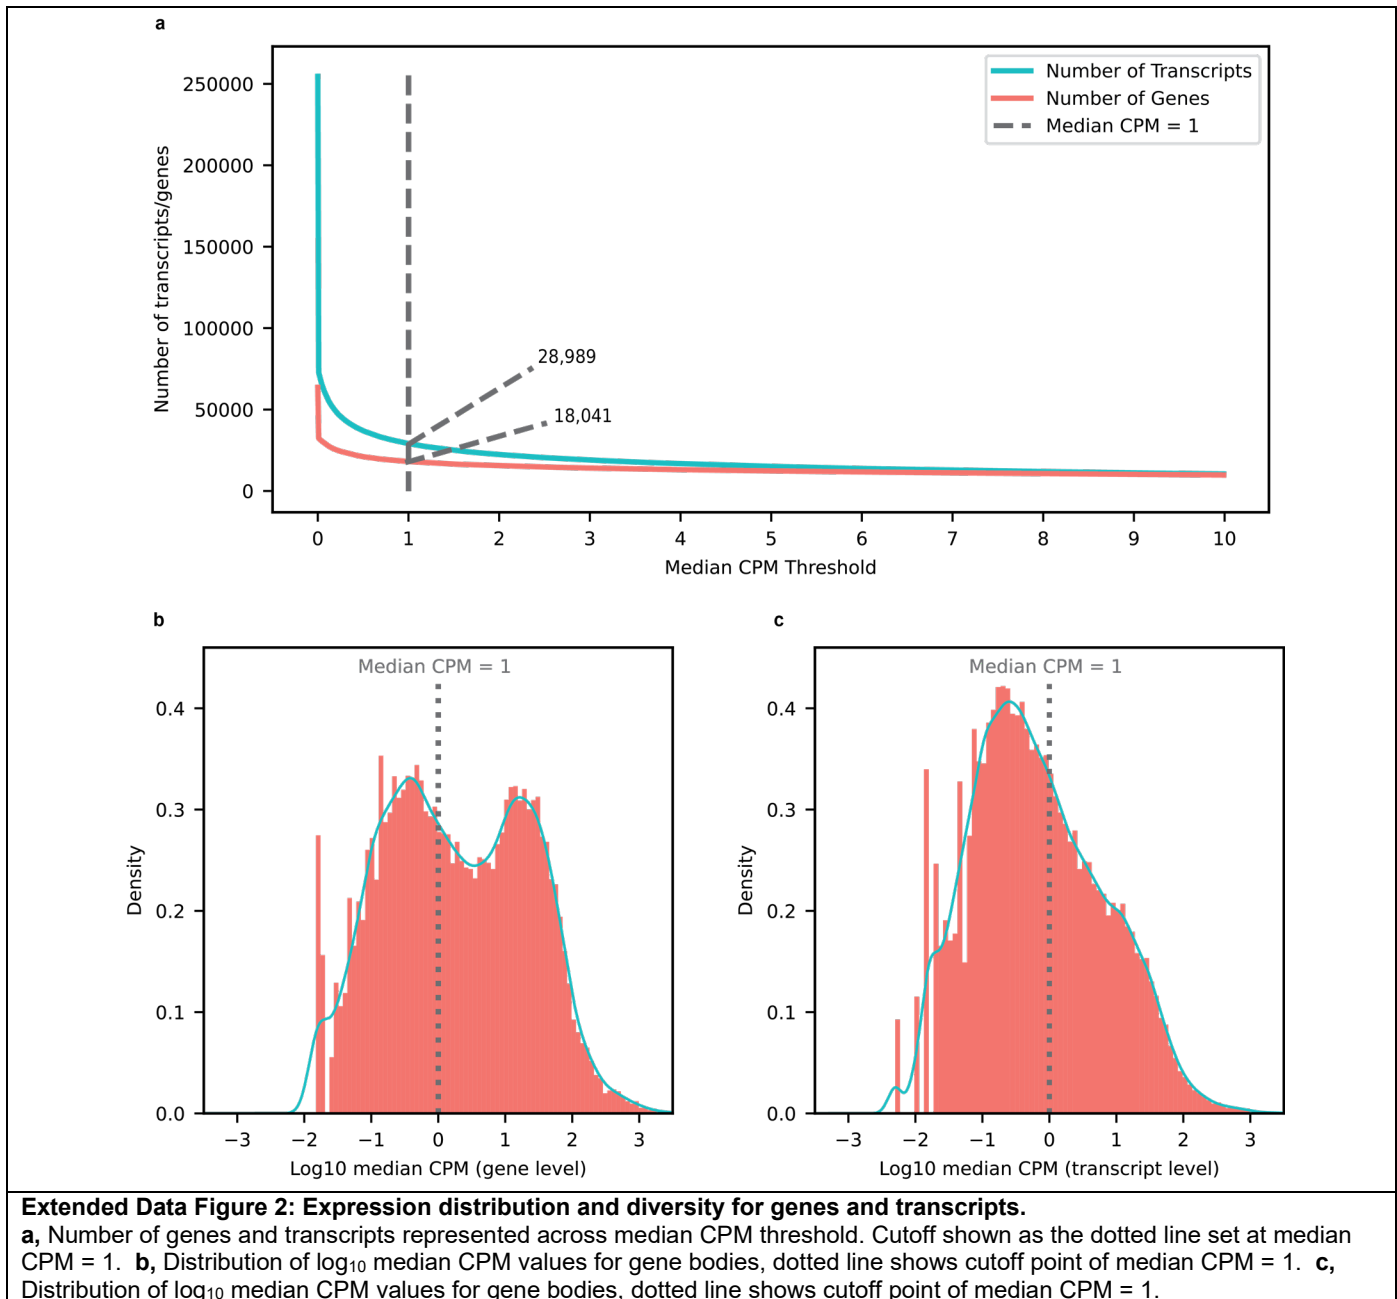 a
250000
200000
150000
100000
50000
0
Number of transcripts/genes
Number of Transcripts
Number of Genes
Median CPM = 1
28,989
18,041
0 1 2 3 4 5 6 7 8 9 10
Median CPM Threshold
b
Median CPM = 1
0.4
0.3
0.2
0.1
0.0
Density
−3 −2 −1 0 1 2 3
Log10 median CPM (gene level)
c
Median CPM = 1
0.4
0.3
0.2
0.1
0.0
Density
−3 −2 −1 0 1 2 3
Log10 median CPM (transcript level)
Extended Data Figure 2: Expression distribution and diversity for genes and transcripts.
a, Number of genes and transcripts represented across median CPM threshold. Cutoff shown as the dotted line set at median
CPM = 1. b, Distribution of log10 median CPM values for gene bodies, dotted line shows cutoff point of median CPM = 1. c,
Distribution of log10 median CPM values for gene bodies, dotted line shows cutoff point of median CPM = 1.